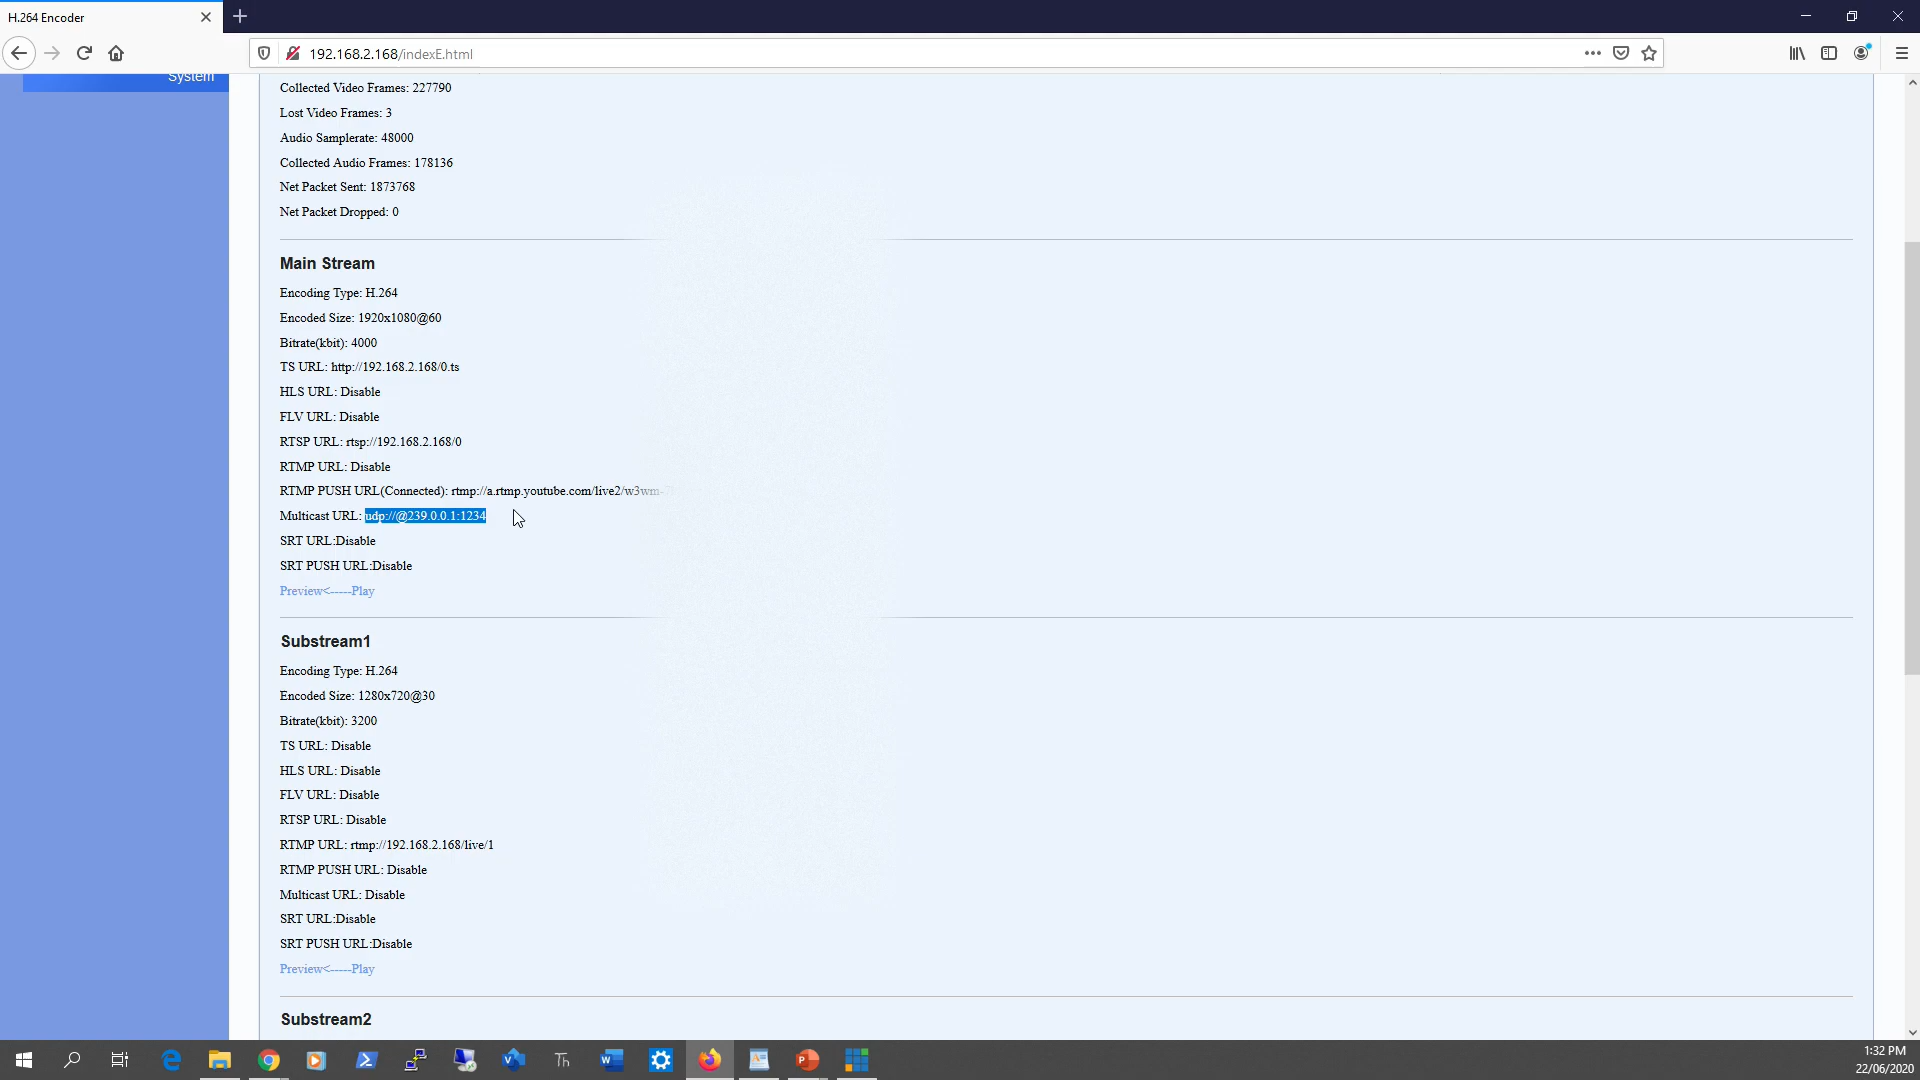 H.264 Encoder
192.168.2.168/indexE.html
System
Collected Video Frames: 227790
Lost Video Frames: 3
Audio Samplerate: 48000
Collected Audio Frames: 178136
Net Packet Sent: 1873768
Net Packet Dropped: 0
Main Stream
Encoding Type: H.264
Encoded Size: 1920x1080@60
Bitrate(kbit): 4000
TS URL: http://192.168.2.168/0.ts
HLS URL: Disable
FLV URL: Disable
RTSP URL: rtsp://192.168.2.168/0
RTMP URL: Disable
RTMP PUSH URL(Connected): rtmp://a.rtmp.youtube.com/live2/w3wm-
Multicast URL: udp://@239.0.0.1:1234
SRT URL:Disable
SRT PUSH URL:Disable
Preview<-----Play
Substream1
Encoding Type: H.264
Encoded Size: 1280x720@30
Bitrate(kbit): 3200
TS URL: Disable
HLS URL: Disable
FLV URL: Disable
RTSP URL: Disable
RTMP URL: rtmp://192.168.2.168/live/1
RTMP PUSH URL: Disable
Multicast URL: Disable
SRT URL:Disable
SRT PUSH URL:Disable
Preview<-----Play
Substream2
Th
1:32 PM
22/06/2020